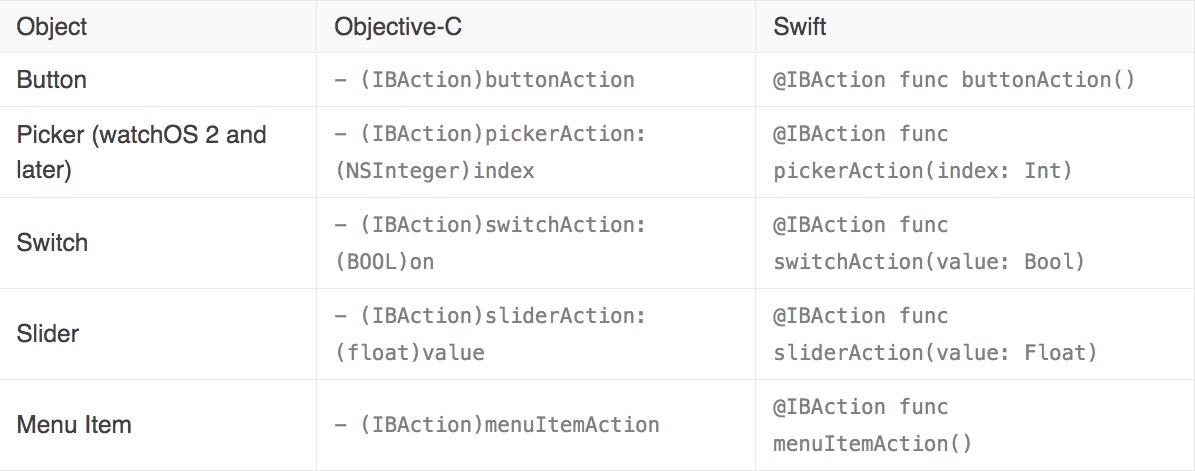 Object Objective-C Swift
Button – (IBAction)buttonAction @IBAction func buttonAction()
Picker (watchOS 2 and – (IBAction)pickerAction: @IBAction func
later) (NSInteger)index pickerAction(index: Int)
Switch – (IBAction)switchAction: @IBAction func
(BOOL)on switchAction(value: Bool)
Slider – (IBAction)sliderAction: @IBAction func
(float)value sliderAction(value: Float)
Menu Item – (IBAction)menuItemAction @IBAction func
menuItemAction()